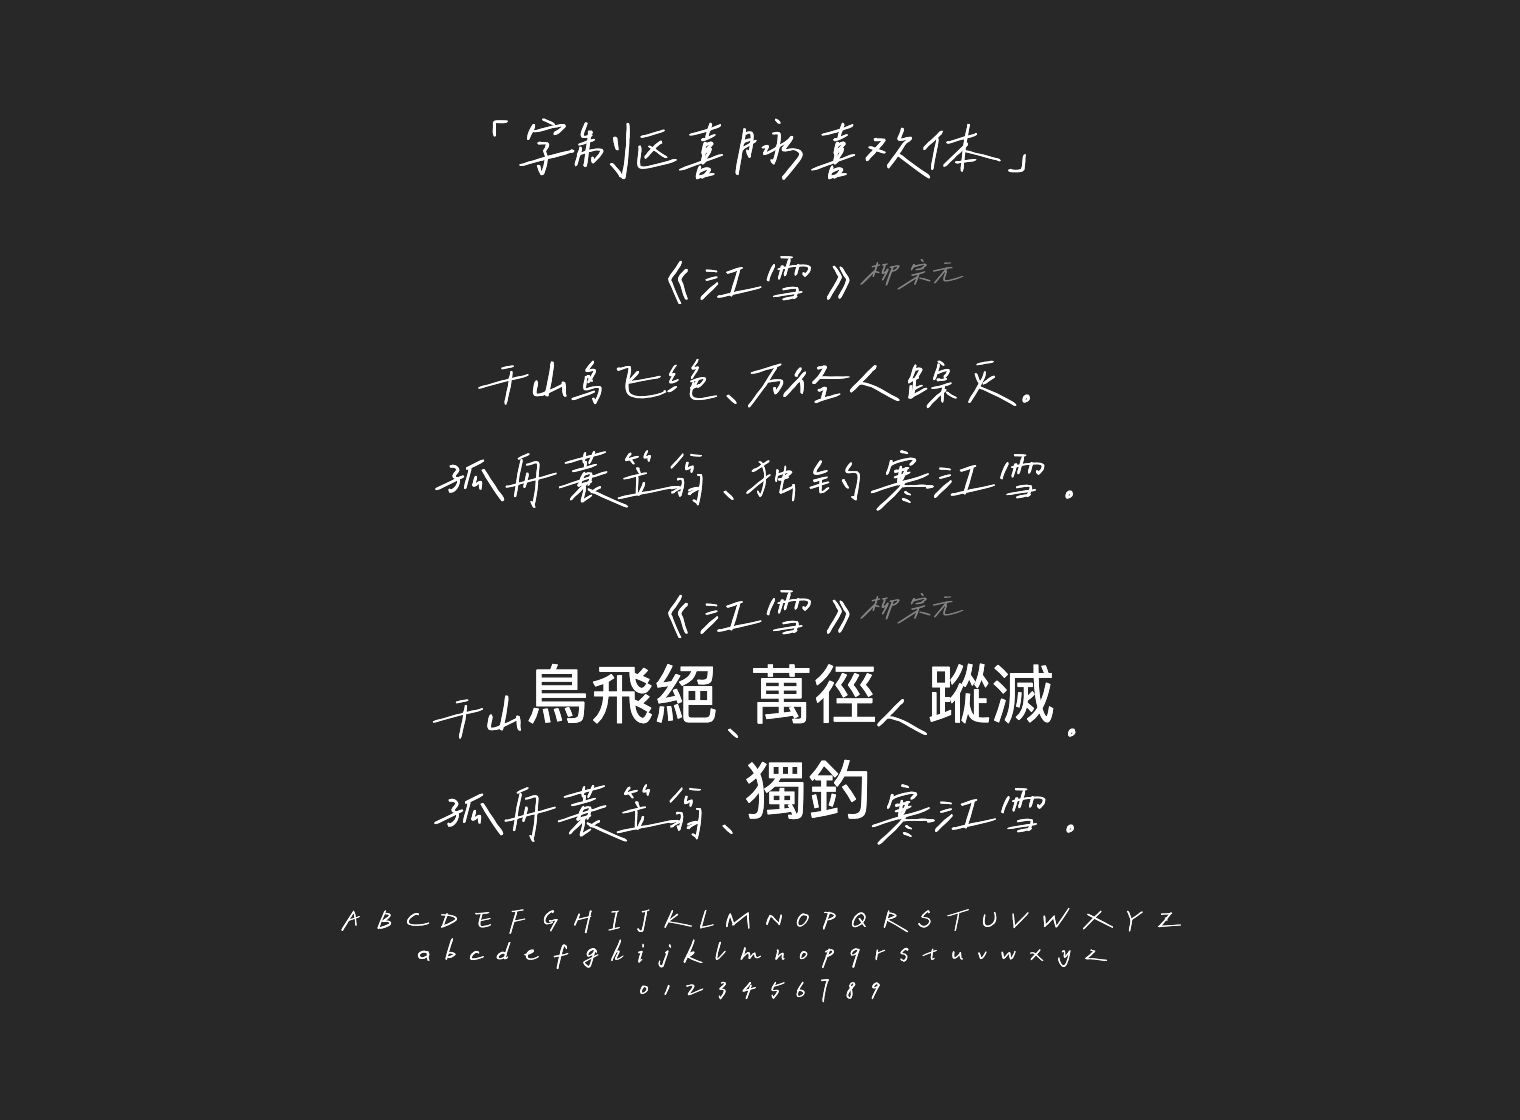 「字制区喜脉喜欢体」
《江雪》柳宗元
千山鸟飞绝、万径人踪灭。
孤舟蓑笠翁、独钓寒江雪。
《江雪》柳宗元
千山鳥飛絕、萬徑人蹤滅。
孤舟蓑笠翁、獨釣寒江雪。
A B C D E F G H I J K L M N O P Q R S T U V W X Y Z
a b c d e f g h i j k l m n o p q r s t u v w x y z
0 1 2 3 4 5 6 7 8 9